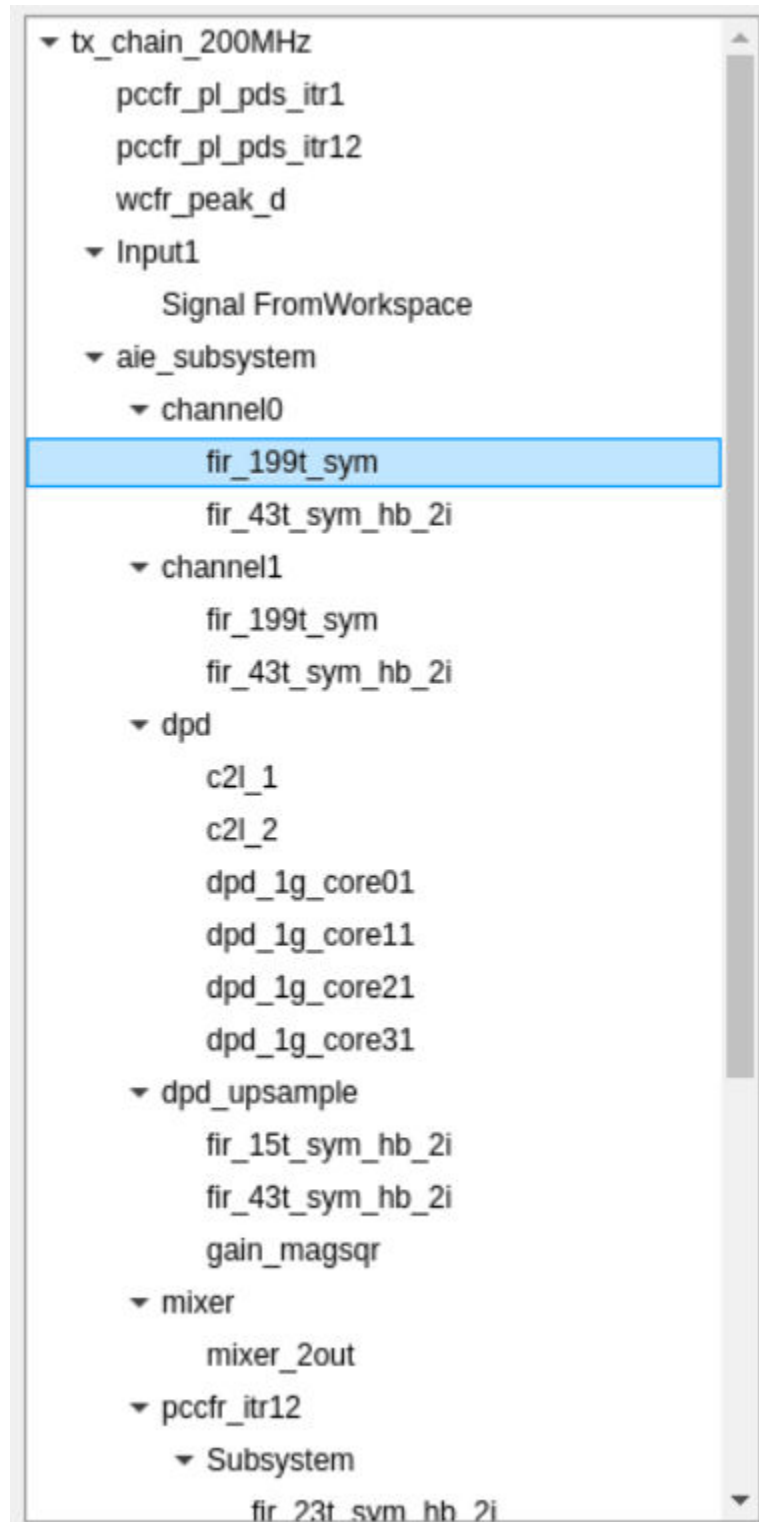 tx_chain_200MHz
pccfr_pl_pds_itr1
pccfr_pl_pds_itr12
wcfr_peak_d
Input1
Signal FromWorkspace
aie_subsystem
channel0
fir_199t_sym
fir_43t_sym_hb_2i
channel1
fir_199t_sym
fir_43t_sym_hb_2i
dpd
c2l_1
c2l_2
dpd_1g_core01
dpd_1g_core11
dpd_1g_core21
dpd_1g_core31
dpd_upsample
fir_15t_sym_hb_2i
fir_43t_sym_hb_2i
gain_magsqr
mixer
mixer_2out
pccfr_itr12
Subsystem
fir_23t_sym_hb_2i